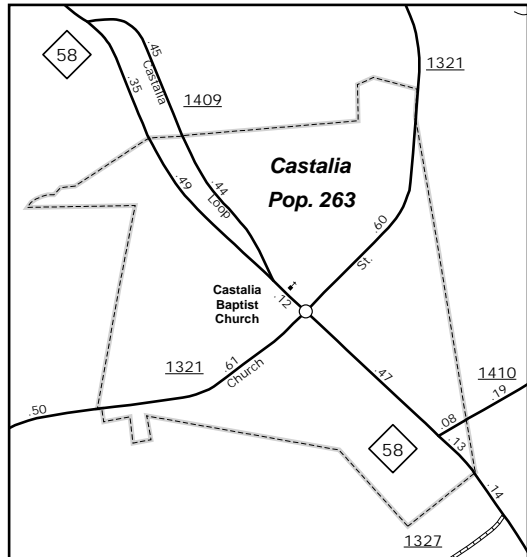 58
.45
Castalia
.35
1409
1321
Castalia
Pop. 263
.49
.44
Loop
.60
St.
Castalia
Baptist
Church
.12
1321
.61
Church
.47
1410
.50
.08
.19
.13
58
.14
1327